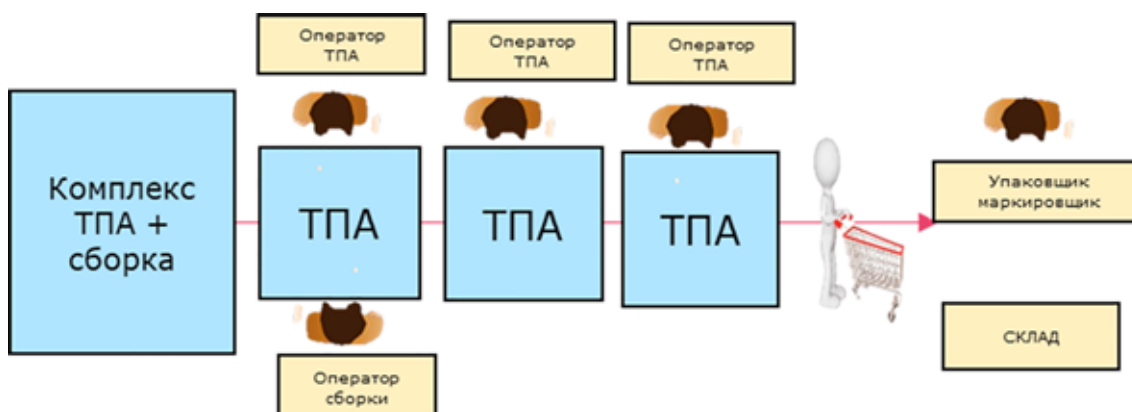 Оператор
ТПА
Оператор
ТПА
Оператор
ТПА
Комплекс
ТПА +
сборка
ТПА
ТПА
ТПА
Упаковщик
маркировщик
СКЛАД
Оператор
сборки